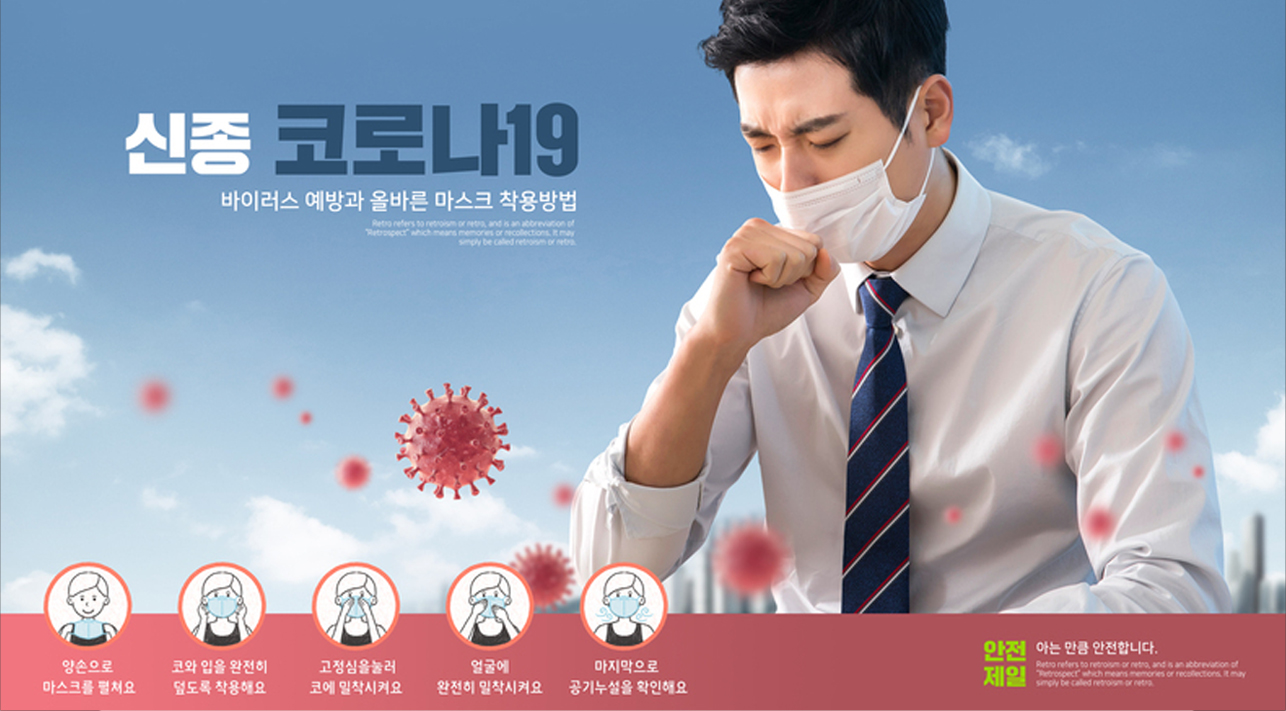 신종 코로나19
바이러스 예방과 올바른 마스크 착용방법
Retro refers to retroism or retro, and is an abbreviation of
"Retrospect" which means memories or recollections. It may
simply be called retroism or retro.
양손으로
마스크를 펼쳐요
코와 입을 완전히
덮도록 착용해요
고정심을눌러
코에 밀착시켜요
얼굴에
완전히 밀착시켜요
마지막으로
공기누설을 확인해요
안전
제일
아는 만큼 안전합니다.
Retro refers to retroism or retro, and is an abbreviation of
"Retrospect" which means memories or recollections. It may
simply be called retroism or retro.